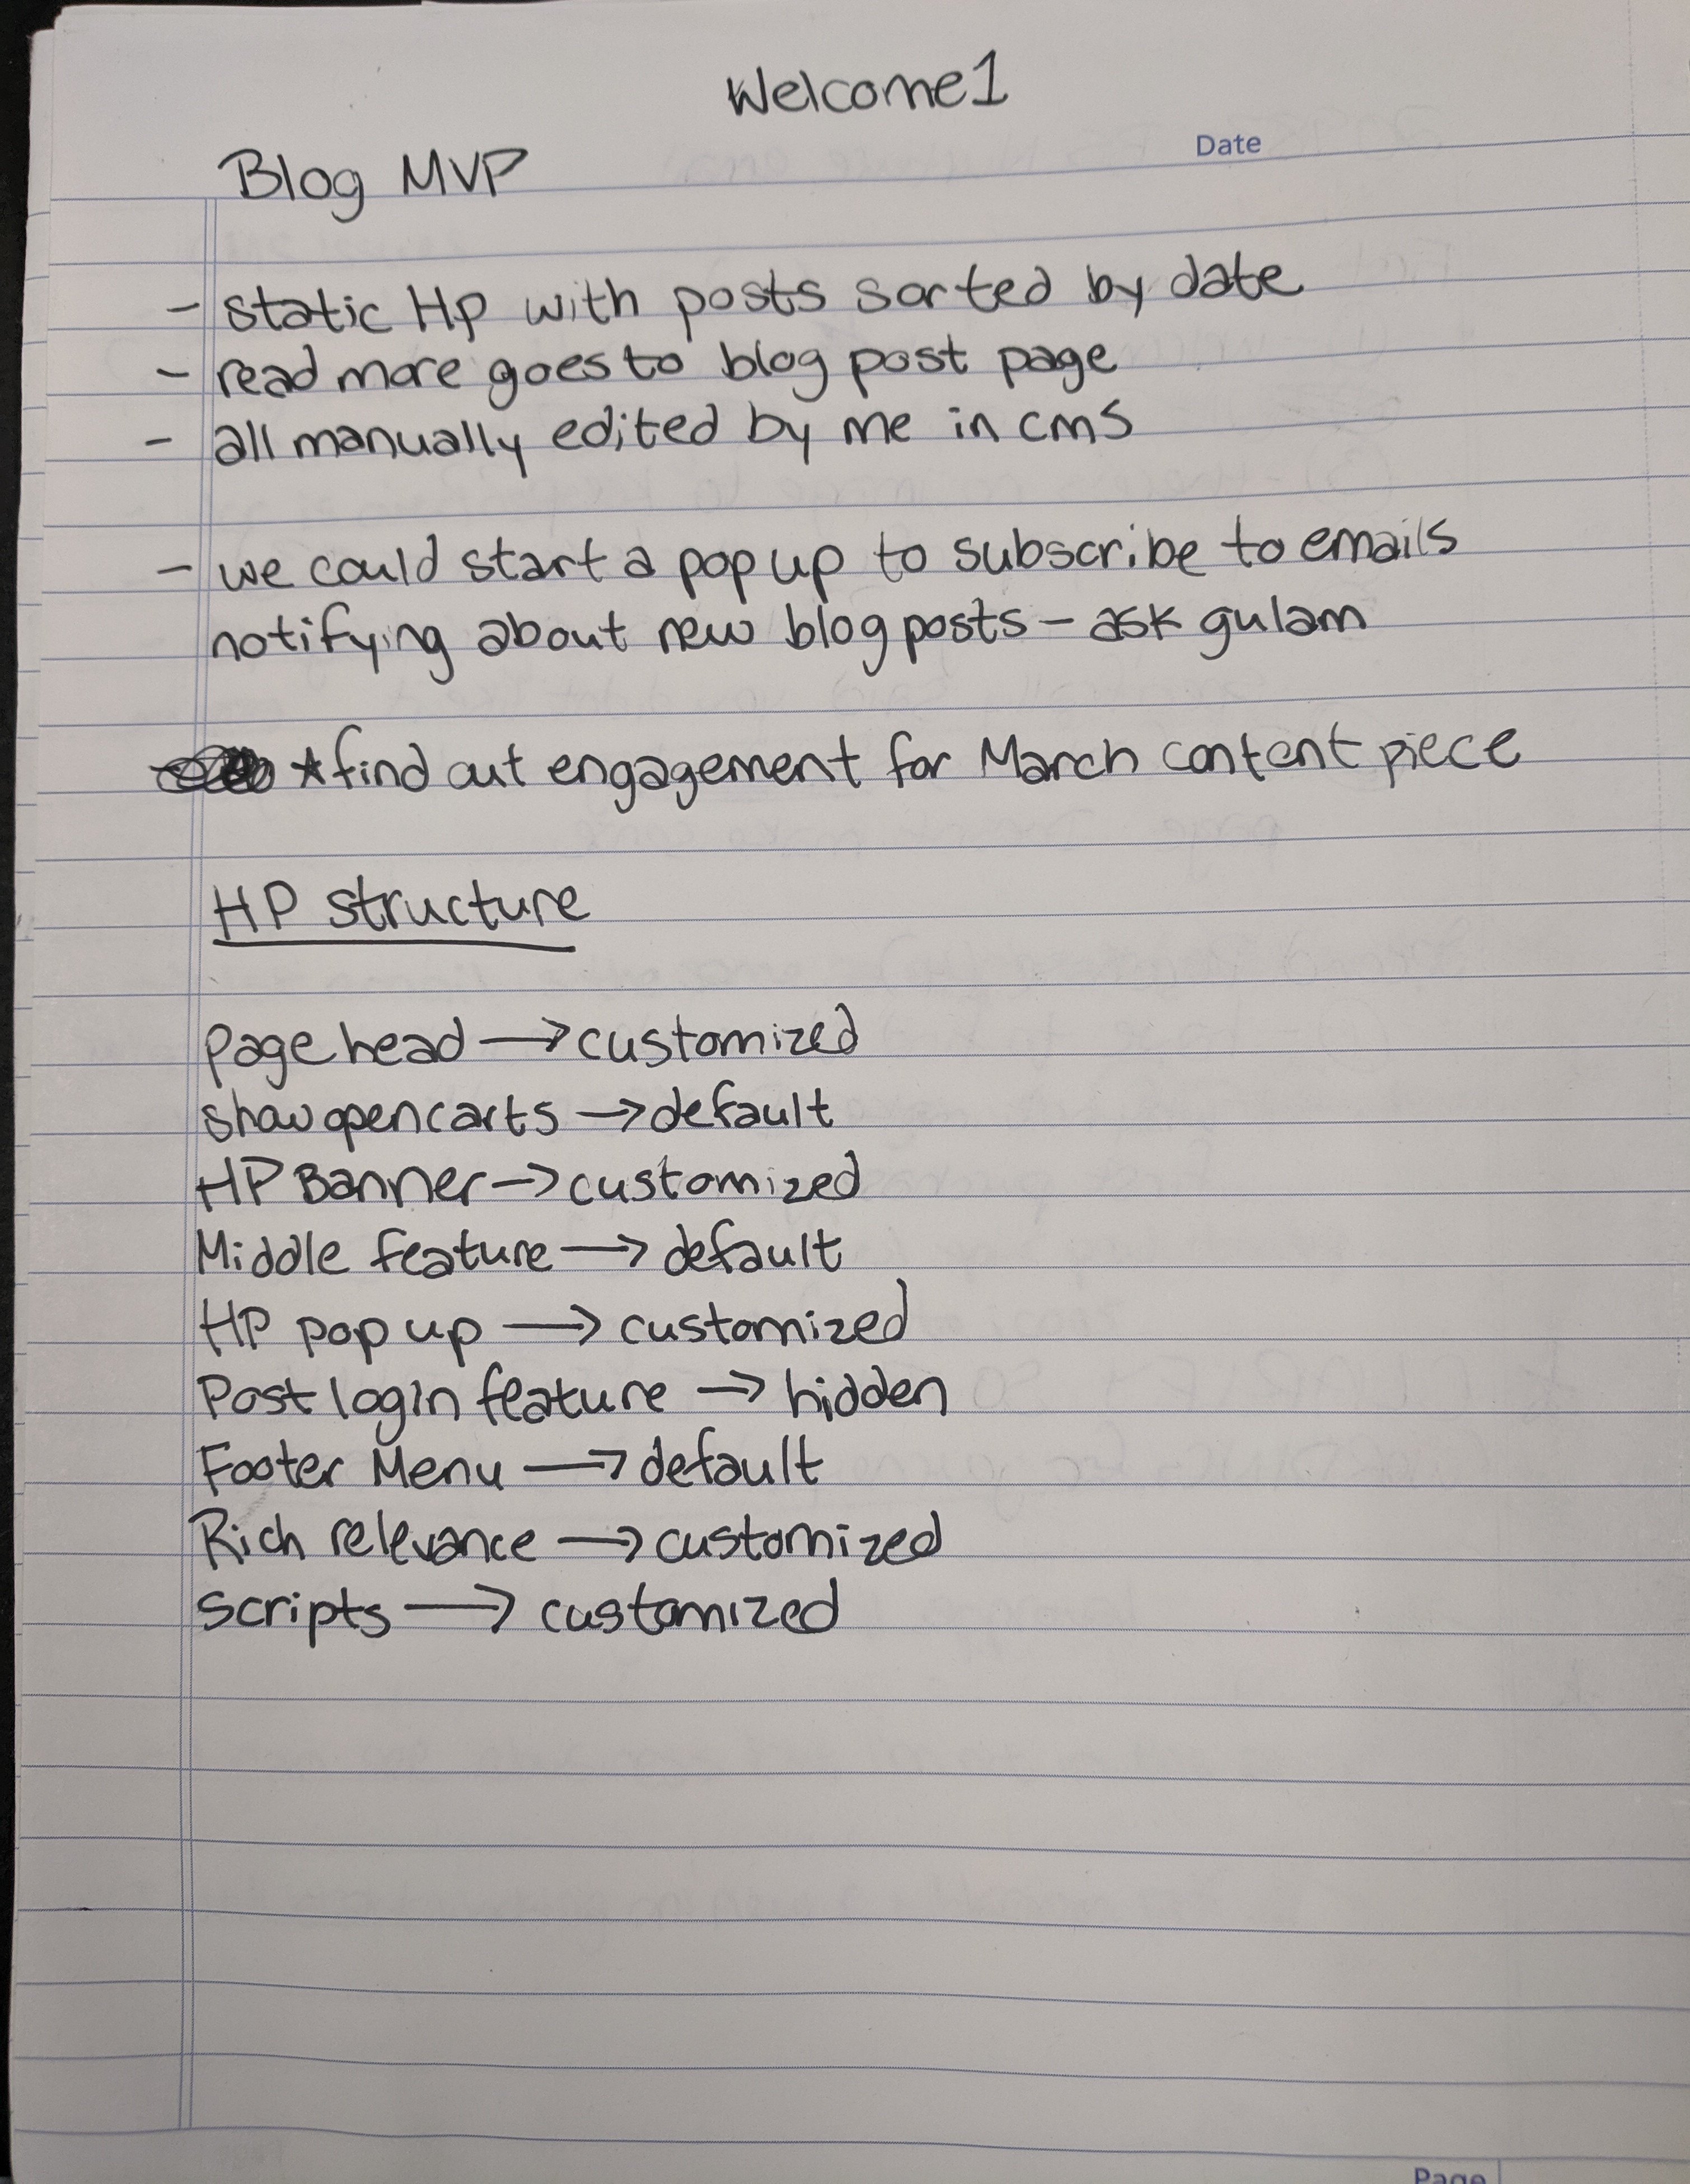 Welcome1
Date
Blog MVP
- static Hp with posts sorted by date
- read more goes to blog post page
- all manually edited by me in cms
- we could start a pop up to subscribe to emails
notifying about new blog posts - ask gulam
* find out engagement for March content piece
HP structure
Page head → customized
show open carts → default
HP Banner → customized
Middle feature → default
HP pop up → customized
Post login feature → hidden
Footer Menu → default
Rich relevance → customized
Scripts → customized
Page